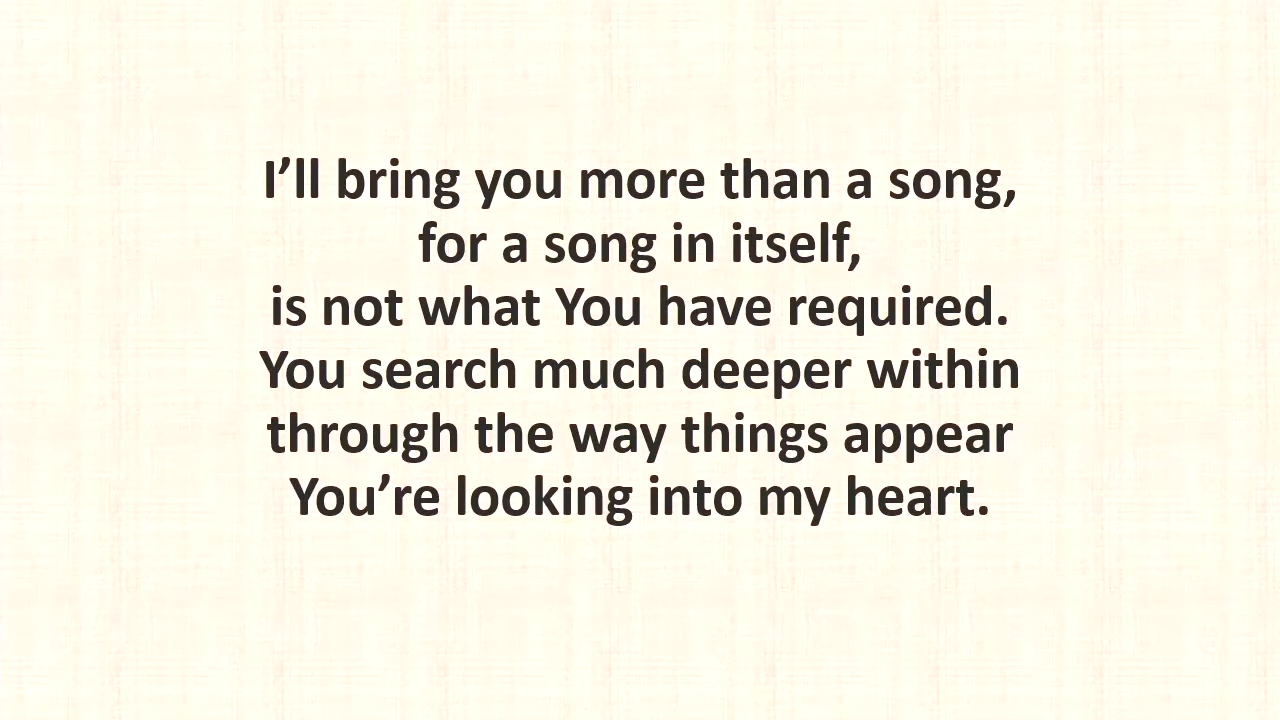 I’ll bring you more than a song,
for a song in itself,
is not what You have required.
You search much deeper within
through the way things appear
You’re looking into my heart.